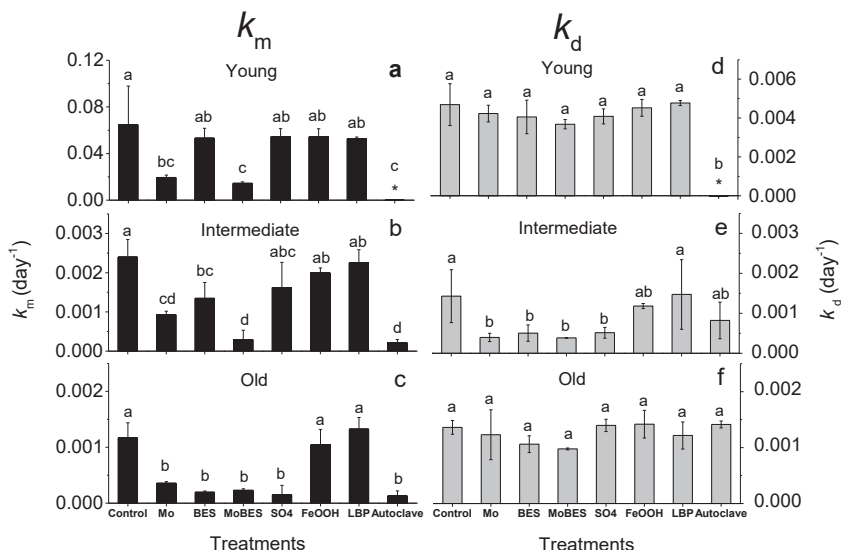 km kd
Young a
0.12
0.08
0.04
0.00
a bc ab c ab ab ab c
*
Young d
0.006
0.004
0.002
0.000
a a a a a a a b
*
Intermediate b
0.003
0.002
0.001
0.000
a cd bc d abc ab ab d
Intermediate e
0.003
0.002
0.001
0.000
a b b b b ab a ab
Old c
0.002
0.001
0.000
a b b b b a a b
Old f
0.002
0.001
0.000
a a a a a a a a
km (day-1)
kd (day-1)
Control Mo BES MoBES SO4 FeOOH LBP Autoclave
Control Mo BES MoBES SO4 FeOOH LBP Autoclave
Treatments Treatments